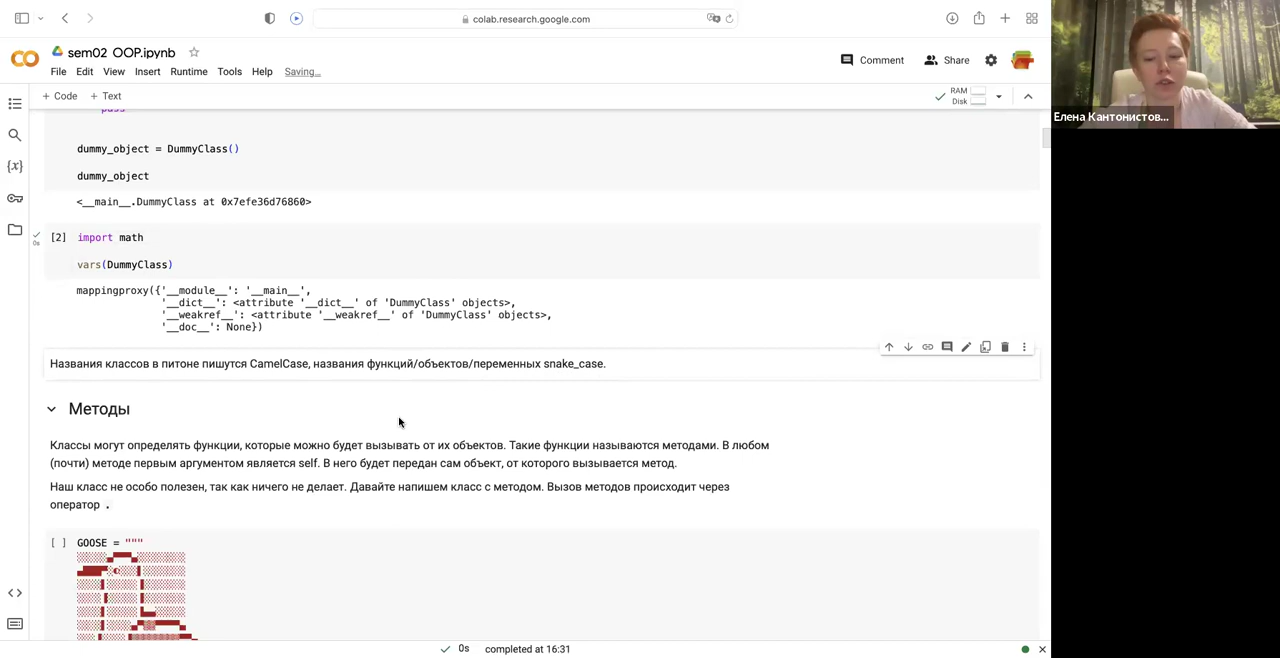 colab.research.google.com
sem02_OOP.ipynb
File Edit View Insert Runtime Tools Help Saving...
Comment Share
+ Code + Text
RAM
Disk
pass
dummy_object = DummyClass()
dummy_object
<__main__.DummyClass at 0x7efe36d76860>
[2] import math
0s
vars(DummyClass)
mappingproxy({'__module__': '__main__',
'__dict__': <attribute '__dict__' of 'DummyClass' objects>,
'__weakref__': <attribute '__weakref__' of 'DummyClass' objects>,
'__doc__': None})
Названия классов в питоне пишутся CamelCase, названия функций/объектов/переменных snake_case.
Методы
Классы могут определять функции, которые можно будет вызывать от их объектов. Такие функции называются методами. В любом
(почти) методе первым аргументом является self. В него будет передан сам объект, от которого вызывается метод.
Наш класс не особо полезен, так как ничего не делает. Давайте напишем класс с методом. Вызов методов происходит через
оператор .
[ ] GOOSE = """
0s completed at 16:31
Елена Кантонистов...